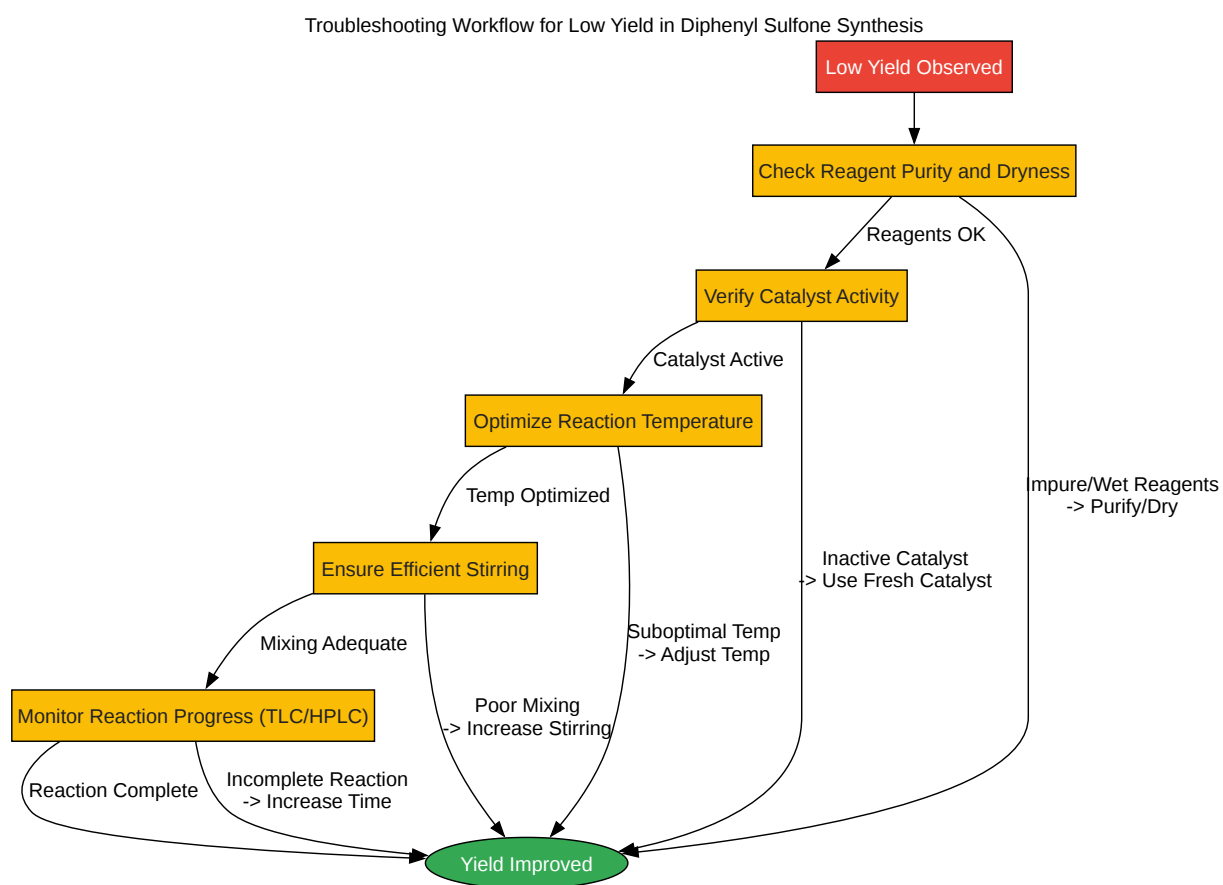 Troubleshooting Workflow for Low Yield in Diphenyl Sulfone Synthesis
Low Yield Observed
Check Reagent Purity and Dryness
Reagents OK
Verify Catalyst Activity
Catalyst Active
Optimize Reaction Temperature
Temp Optimized
Impure/Wet Reagents
-> Purify/Dry
Ensure Efficient Stirring
Inactive Catalyst
-> Use Fresh Catalyst
Mixing Adequate
Suboptimal Temp
-> Adjust Temp
Monitor Reaction Progress (TLC/HPLC)
Poor Mixing
-> Increase Stirring
Reaction Complete
Incomplete Reaction
-> Increase Time
Yield Improved